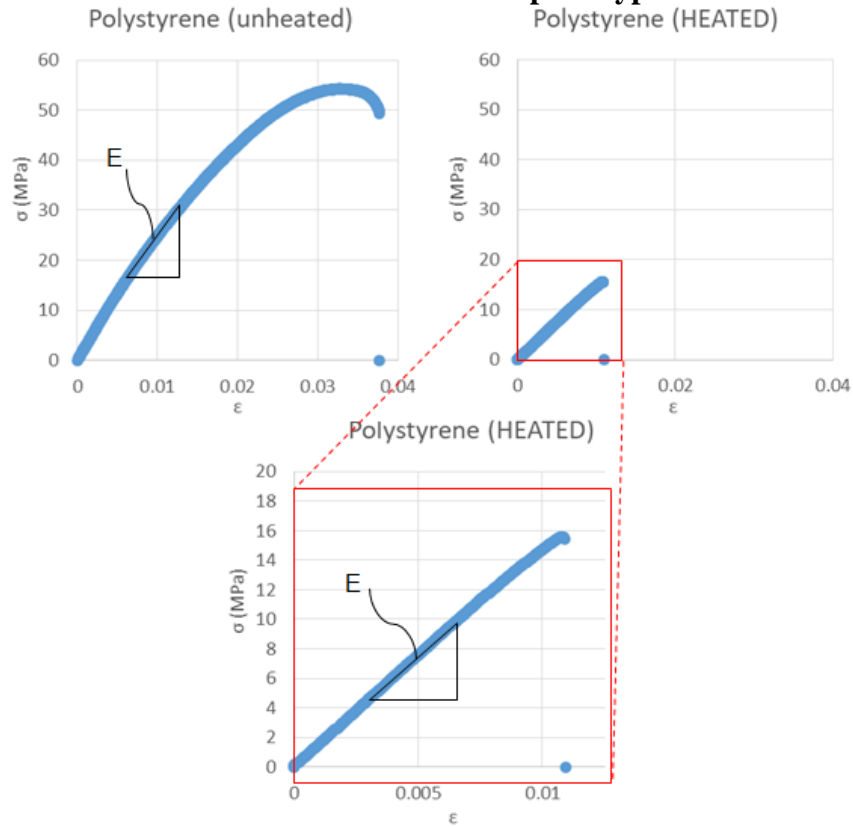 Polystyrene (unheated)
60
50
40
30
20
10
0
σ (MPa)
E
0 0.01 0.02 0.03 0.04
ε
Polystyrene (HEATED)
60
50
40
30
20
10
0
σ (MPa)
0 0.02 0.04
ε
Polystyrene (HEATED)
20
18
16
14
12
10
8
6
4
2
0
σ (MPa)
E
0 0.005 0.01
ε